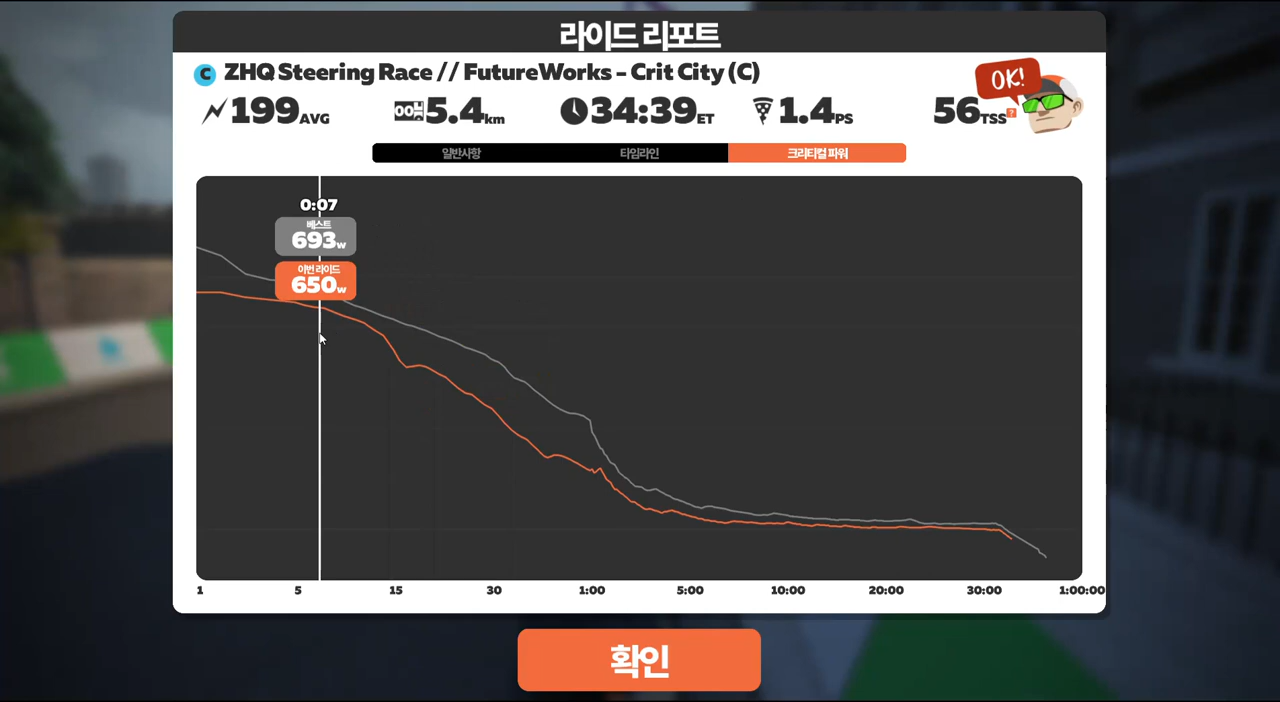 라이드 리포트
C ZHQ Steering Race // FutureWorks - Crit City (C)
199AVG 5.4km 34:39ET 1.4PS 56TSS ?
OK!
일반사항 타임라인 크리티컬 파워
0:07
베스트
693w
이번 라이드
650w
1 5 15 30 1:00 5:00 10:00 20:00 30:00 1:00:00
확인